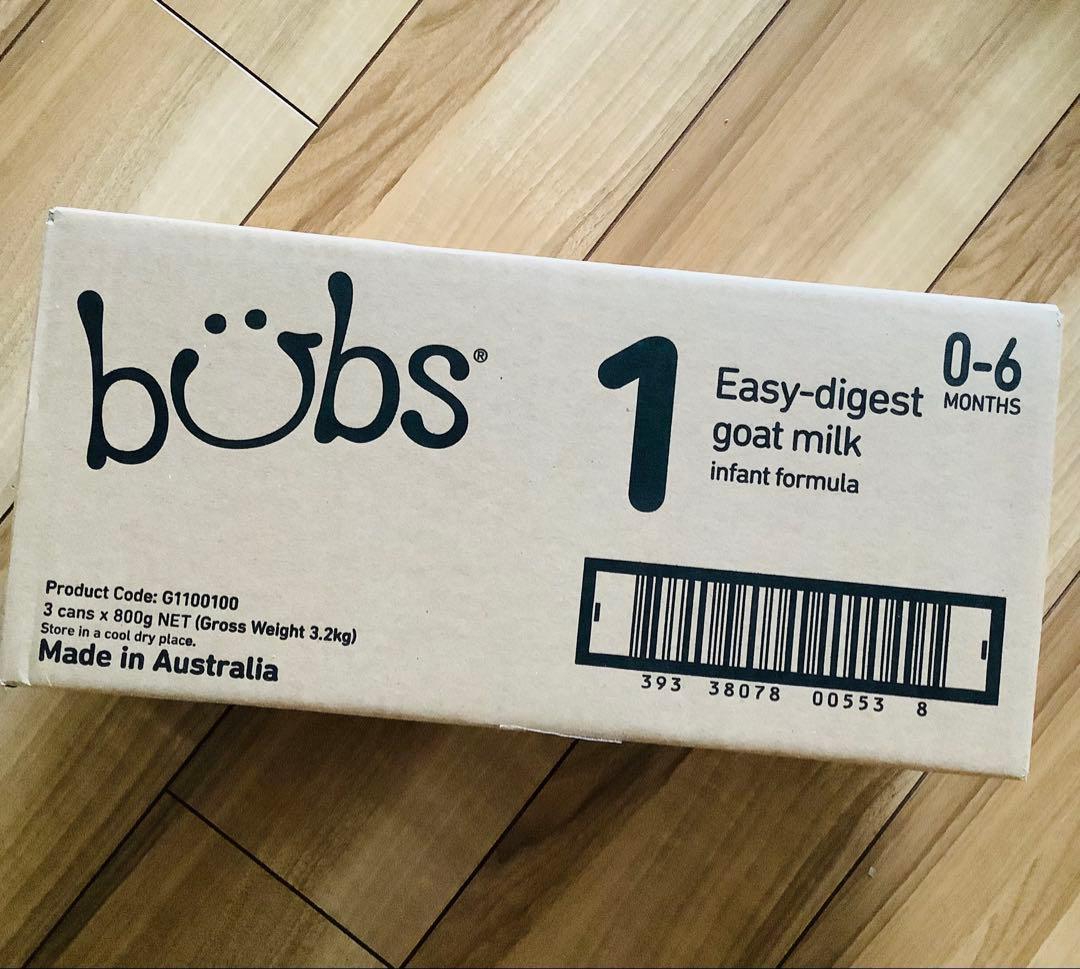 bübs®
1
Easy-digest
goat milk
infant formula
0-6
MONTHS
Product Code: G1100100
3 cans x 800g NET (Gross Weight 3.2kg)
Store in a cool dry place.
Made in Australia
393 38078 00553 8